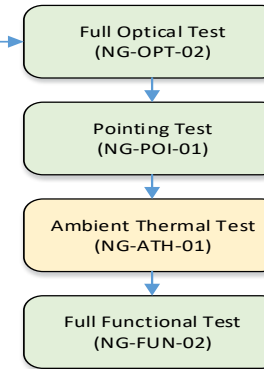 Full Optical Test
(NG-OPT-02)
Pointing Test
(NG-POI-01)
Ambient Thermal Test
(NG-ATH-01)
Full Functional Test
(NG-FUN-02)